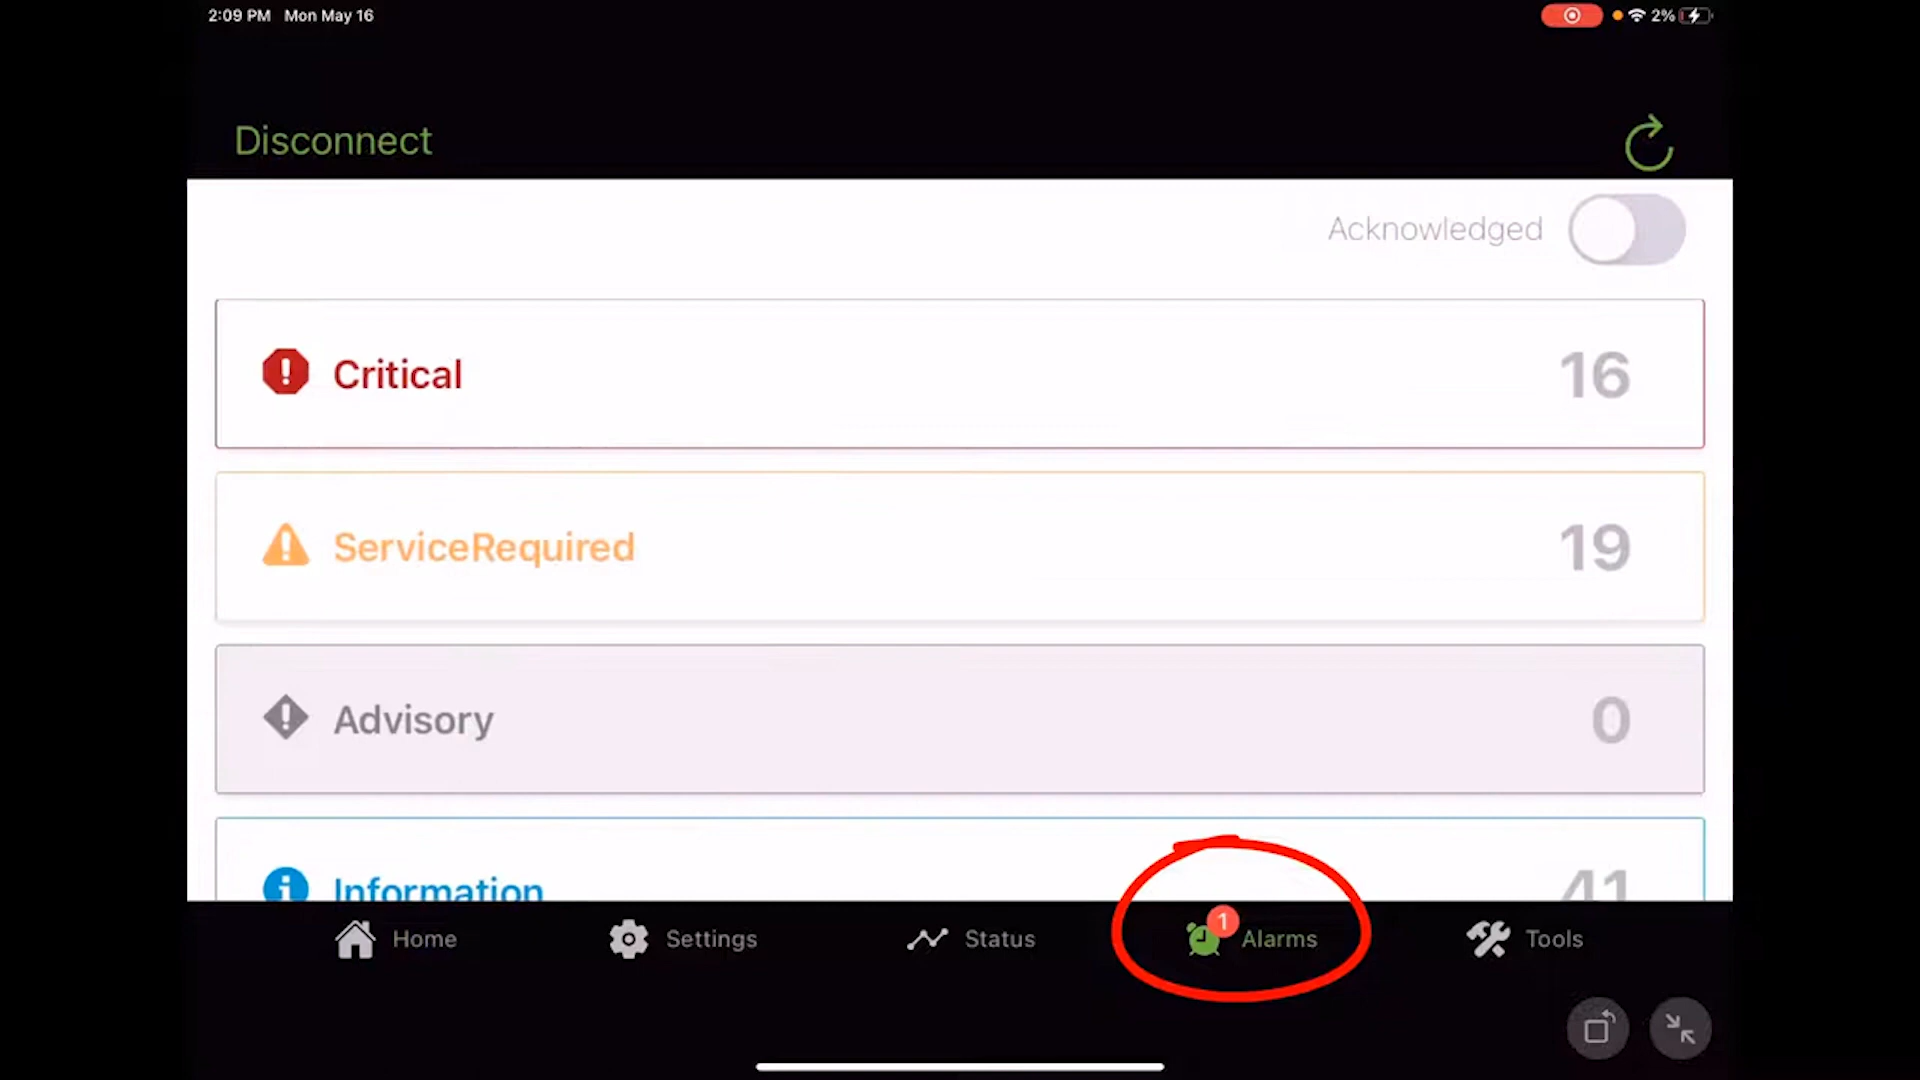 2:09 PM Mon May 16
2%
Disconnect
Acknowledged
Critical 16
ServiceRequired 19
Advisory 0
Information 41
Home Settings Status 1 Alarms Tools